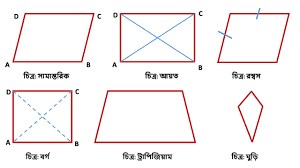 D C
A B
চিত্র: সামান্তরিক
D C
A B
চিত্র: আয়ত
চিত্র: রম্বস
D C
A B
চিত্র: বর্গ
চিত্র: ট্রাপিজিয়াম
চিত্র: ঘুড়ি